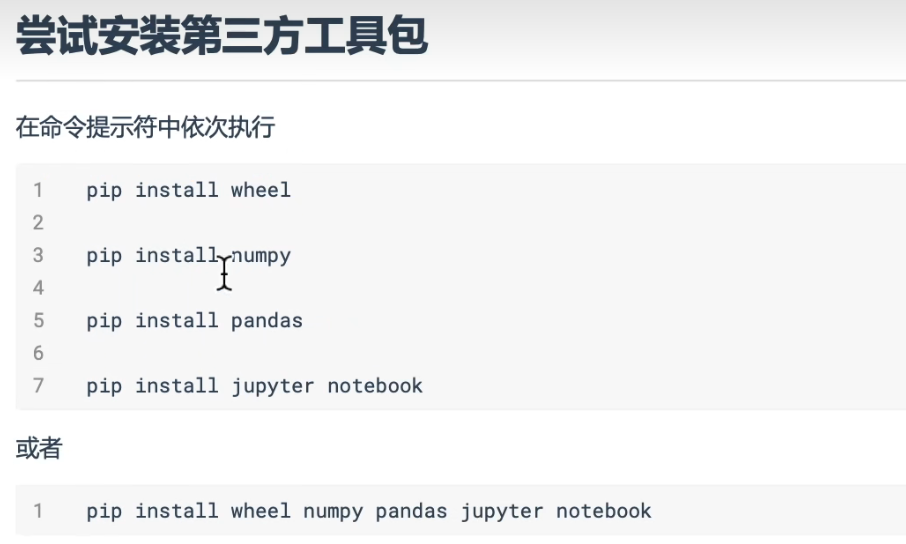 尝试安装第三方工具包
在命令提示符中依次执行
1 pip install wheel
2
3 pip install numpy
4
5 pip install pandas
6
7 pip install jupyter notebook
或者
1 pip install wheel numpy pandas jupyter notebook